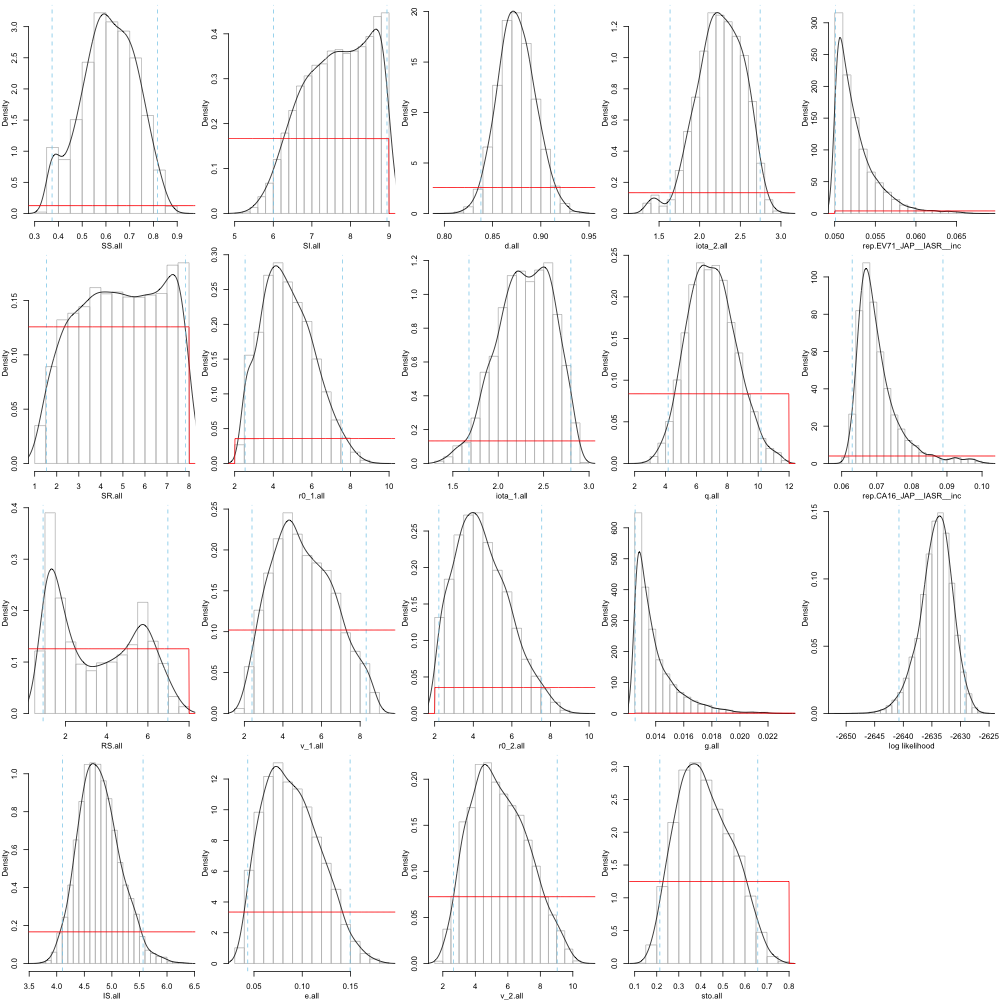 Density
0.0 0.5 1.0 1.5 2.0 2.5 3.0
0.3 0.4 0.5 0.6 0.7 0.8 0.9
SS.all
Density
0.0 0.1 0.2 0.3 0.4
5 6 7 8 9
SI.all
Density
0 5 10 15 20
0.80 0.85 0.90 0.95
d.all
Density
0.0 0.2 0.4 0.6 0.8 1.0 1.2
1.5 2.0 2.5 3.0
iota_2.all
Density
0 50 100 150 200 250 300
0.050 0.055 0.060 0.065
rep.EV71_JAP__IASR__inc
Density
0.00 0.05 0.10 0.15
1 2 3 4 5 6 7 8
SR.all
Density
0.00 0.05 0.10 0.15 0.20 0.25 0.30
2 4 6 8 10
r0_1.all
Density
0.0 0.2 0.4 0.6 0.8 1.0 1.2
1.5 2.0 2.5 3.0
iota_1.all
Density
0.00 0.05 0.10 0.15 0.20 0.25
2 4 6 8 10 12
q.all
Density
0 20 40 60 80 100
0.06 0.07 0.08 0.09 0.10
rep.CA16_JAP__IASR__inc
Density
0.0 0.1 0.2 0.3 0.4
2 4 6 8
RS.all
Density
0.00 0.05 0.10 0.15 0.20 0.25
2 4 6 8
v_1.all
Density
0.00 0.05 0.10 0.15 0.20 0.25
2 4 6 8 10
r0_2.all
Density
0 100 200 300 400 500 600
0.014 0.016 0.018 0.020 0.022
g.all
Density
0.00 0.05 0.10 0.15
-2650 -2645 -2640 -2635 -2630 -2625
log likelihood
Density
0.0 0.2 0.4 0.6 0.8 1.0
3.5 4.0 4.5 5.0 5.5 6.0 6.5
IS.all
Density
0 2 4 6 8 10 12
0.05 0.10 0.15
e.all
Density
0.00 0.05 0.10 0.15 0.20
2 4 6 8 10
v_2.all
Density
0.0 0.5 1.0 1.5 2.0 2.5 3.0
0.1 0.2 0.3 0.4 0.5 0.6 0.7 0.8
sto.all